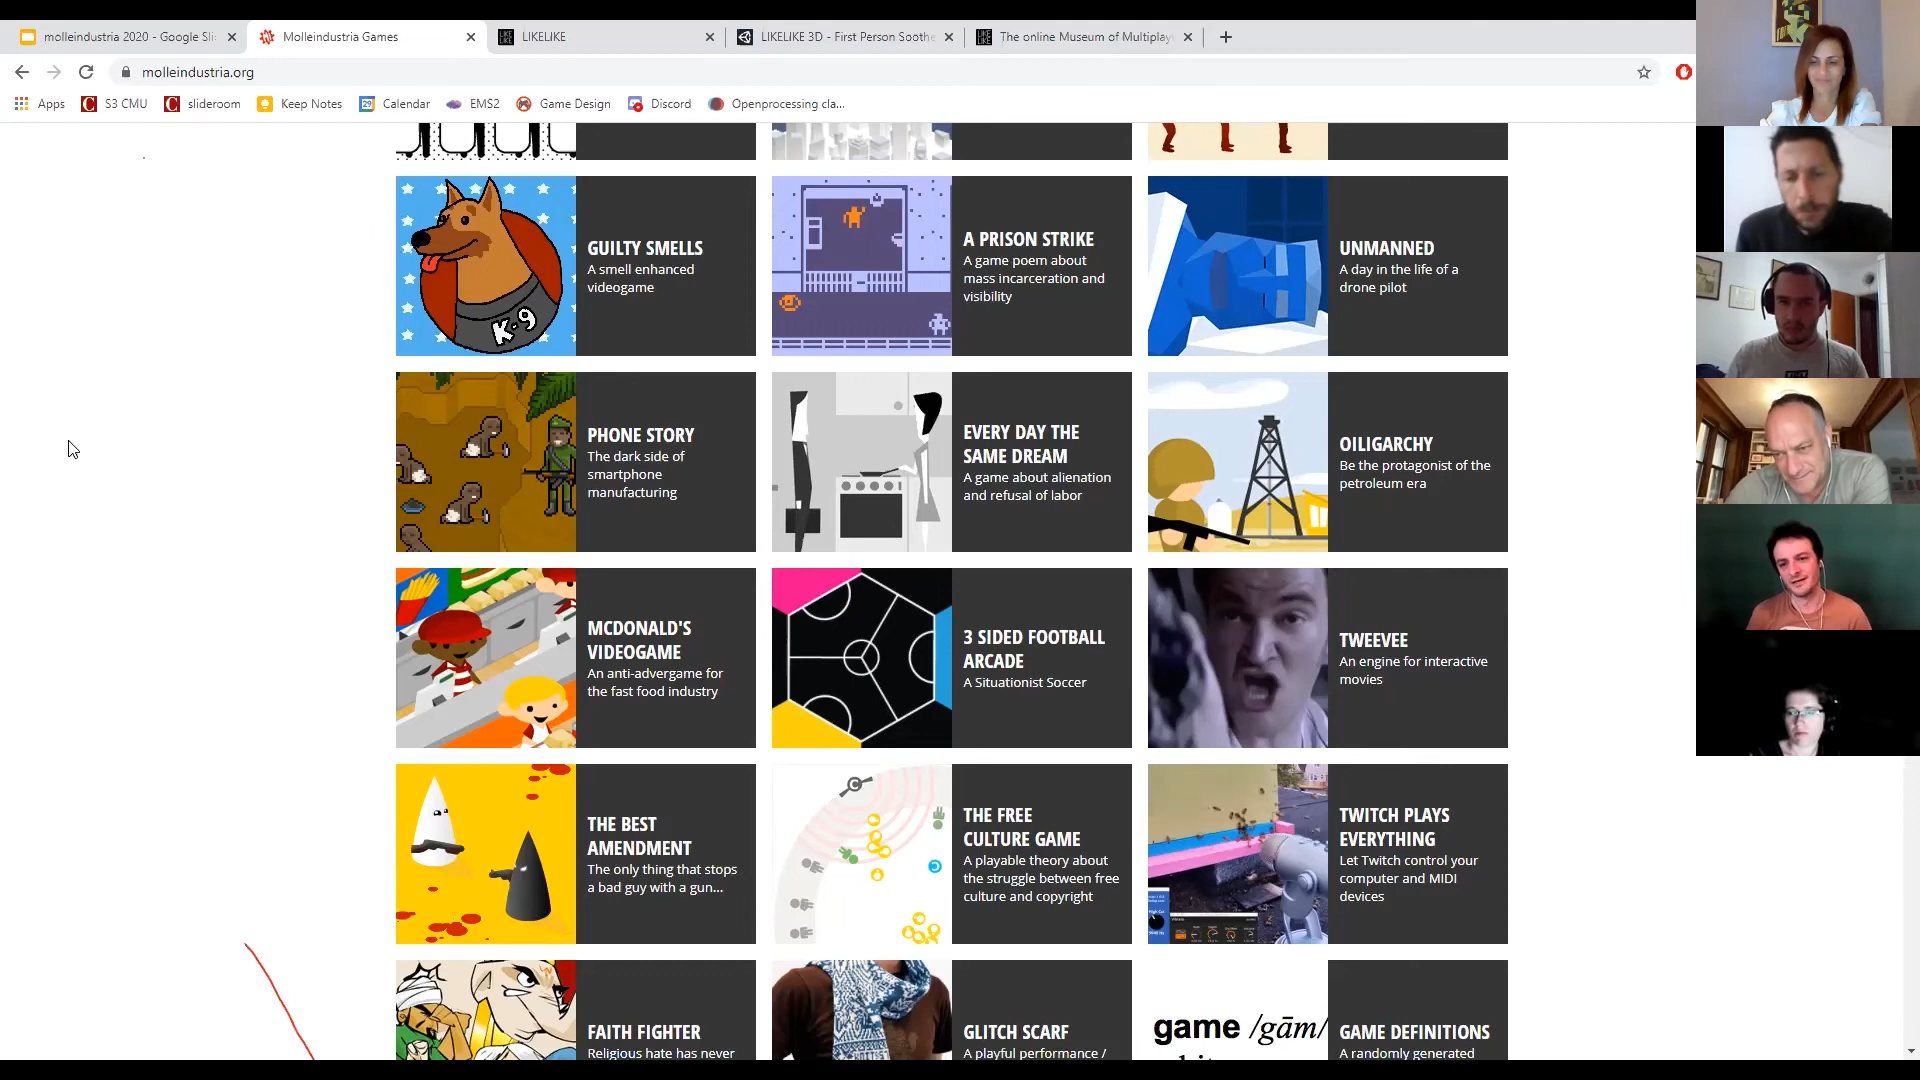 molleindustria 2020 - Google Sli
Molleindustria Games
LIKELIKE
LIKELIKE 3D - First Person Soothe
The online Museum of Multiplay
molleindustria.org
Apps
S3 CMU
slideroom
Keep Notes
Calendar
EMS2
Game Design
Discord
Openprocessing cla...
K-9
GUILTY SMELLS
A smell enhanced
videogame
A PRISON STRIKE
A game poem about
mass incarceration and
visibility
UNMANNED
A day in the life of a
drone pilot
PHONE STORY
The dark side of
smartphone
manufacturing
EVERY DAY THE
SAME DREAM
A game about alienation
and refusal of labor
OILIGARCHY
Be the protagonist of the
petroleum era
MCDONALD'S
VIDEOGAME
An anti-advergame for
the fast food industry
3 SIDED FOOTBALL
ARCADE
A Situationist Soccer
TWEEVEE
An engine for interactive
movies
THE BEST
AMENDMENT
The only thing that stops
a bad guy with a gun...
THE FREE
CULTURE GAME
A playable theory about
the struggle between free
culture and copyright
TWITCH PLAYS
EVERYTHING
Let Twitch control your
computer and MIDI
devices
FAITH FIGHTER
Religious hate has never
GLITCH SCARF
A playful performance /
game /gām/
GAME DEFINITIONS
A randomly generated